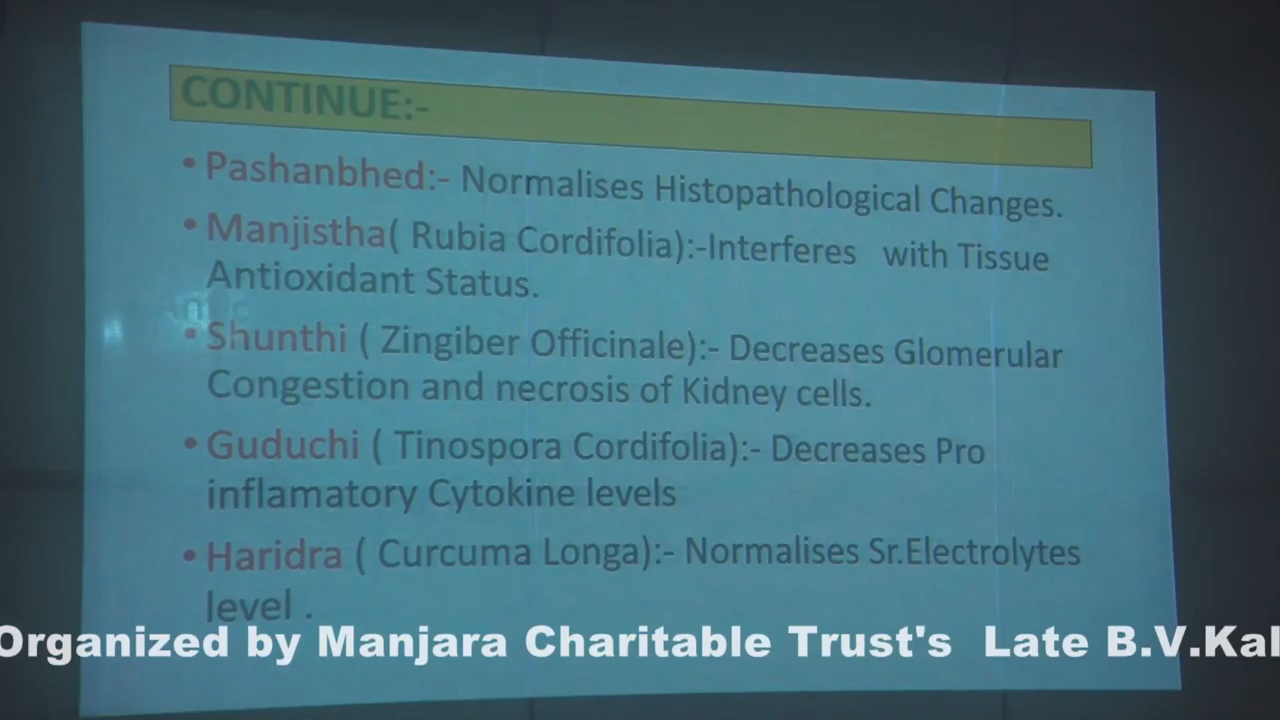 CONTINUE:-
• Pashanbhed:- Normalises Histopathological Changes.
• Manjistha( Rubia Cordifolia):-Interferes with Tissue
Antioxidant Status.
• Shunthi ( Zingiber Officinale):- Decreases Glomerular
Congestion and necrosis of Kidney cells.
• Guduchi ( Tinospora Cordifolia):- Decreases Pro
inflamatory Cytokine levels
• Haridra ( Curcuma Longa):- Normalises Sr.Electrolytes
level .
Organized by Manjara Charitable Trust's Late B.V.Kal